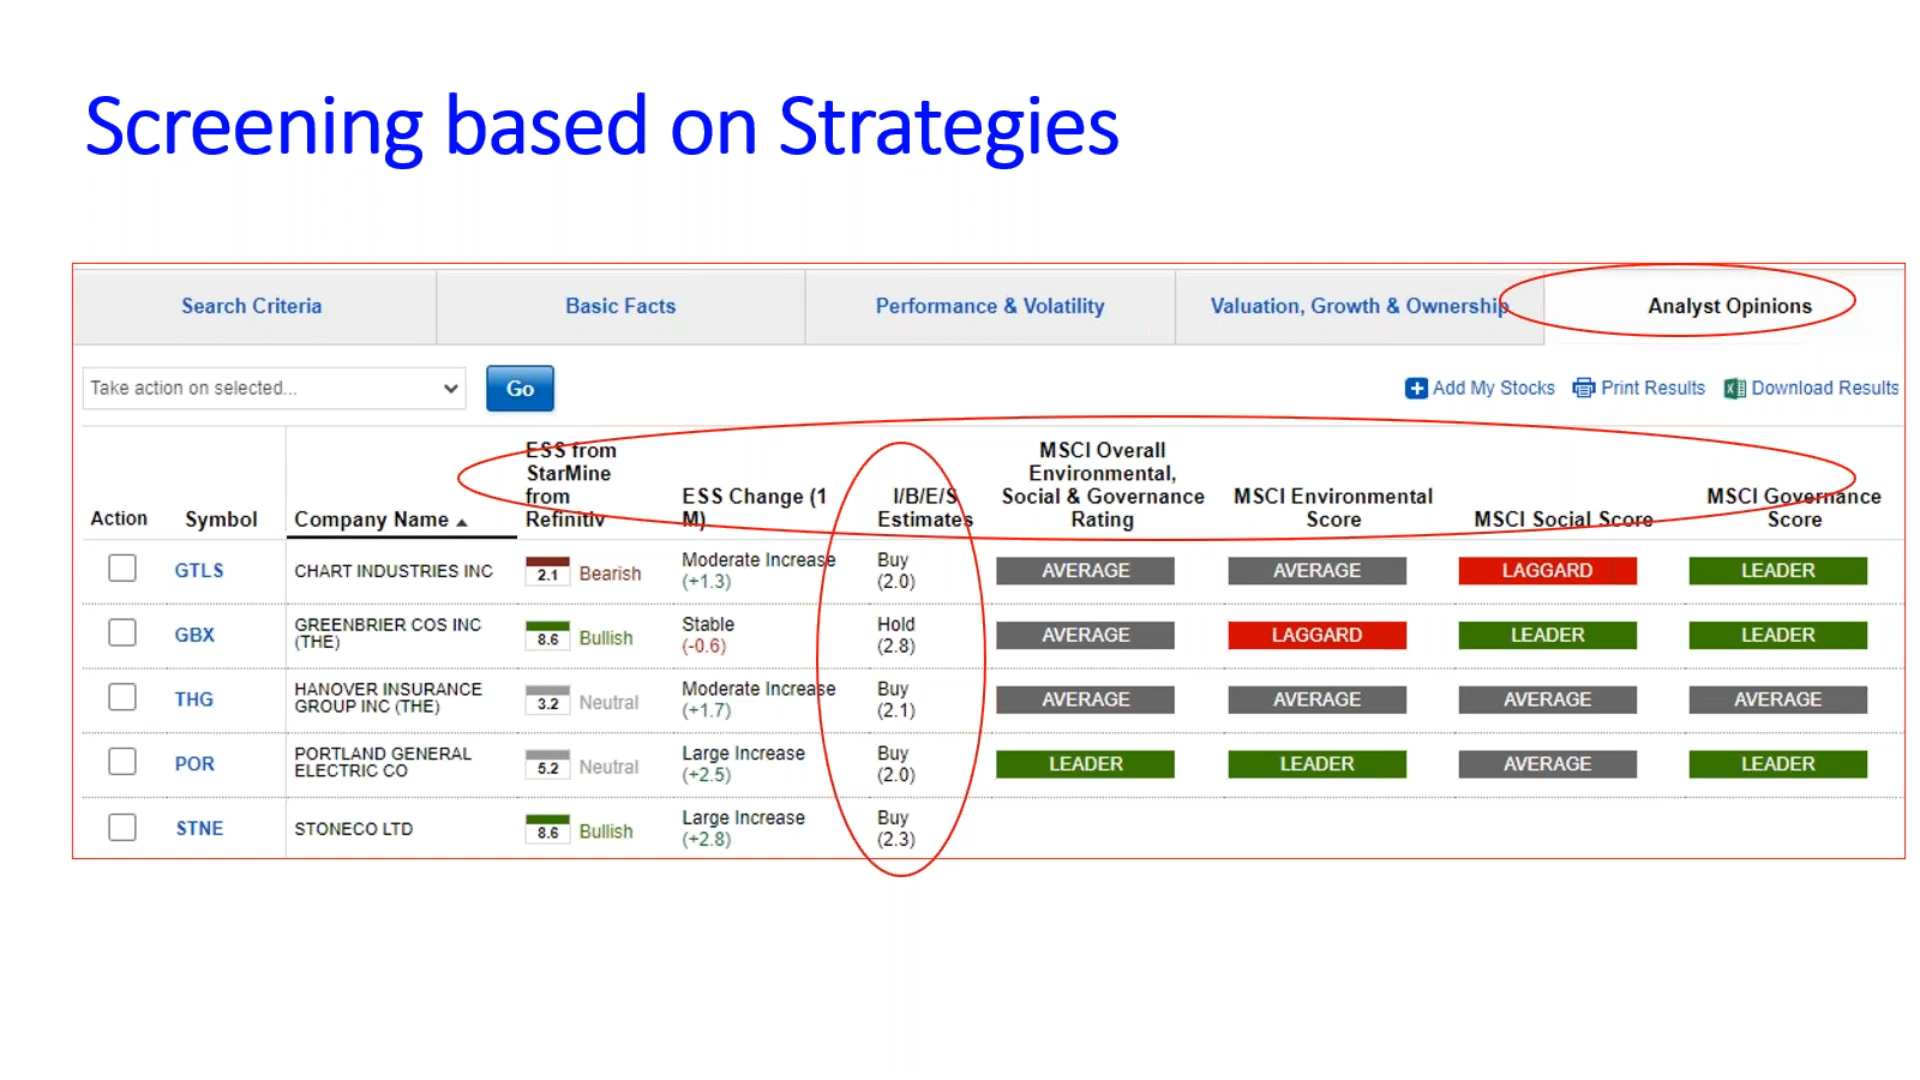 Screening based on Strategies
Search Criteria
Basic Facts
Performance & Volatility
Valuation, Growth & Ownership
Analyst Opinions
Take action on selected...
Go
Add My Stocks
Print Results
Download Results
Action
Symbol
Company Name
ESS from
StarMine
from
Refinitiv
ESS Change (1
M)
I/B/E/S
Estimates
MSCI Overall
Environmental,
Social & Governance
Rating
MSCI Environmental
Score
MSCI Social Score
MSCI Governance
Score
GTLS
CHART INDUSTRIES INC
2.1 Bearish
Moderate Increase
(+1.3)
Buy
(2.0)
AVERAGE
AVERAGE
LAGGARD
LEADER
GBX
GREENBRIER COS INC
(THE)
8.6 Bullish
Stable
(-0.6)
Hold
(2.8)
AVERAGE
LAGGARD
LEADER
LEADER
THG
HANOVER INSURANCE
GROUP INC (THE)
3.2 Neutral
Moderate Increase
(+1.7)
Buy
(2.1)
AVERAGE
AVERAGE
AVERAGE
AVERAGE
POR
PORTLAND GENERAL
ELECTRIC CO
5.2 Neutral
Large Increase
(+2.5)
Buy
(2.0)
LEADER
LEADER
AVERAGE
LEADER
STNE
STONECO LTD
8.6 Bullish
Large Increase
(+2.8)
Buy
(2.3)